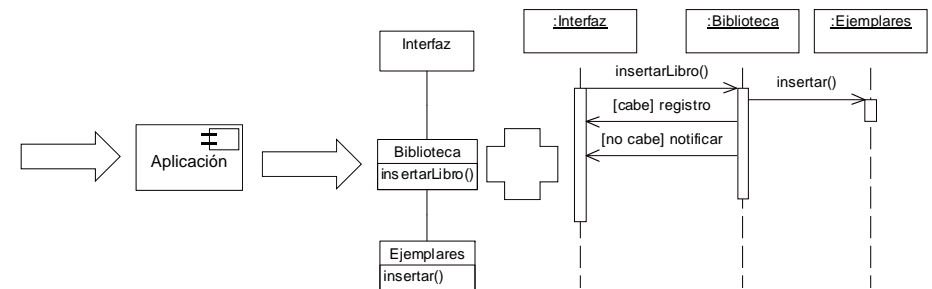 Aplicación
Interfaz
Biblioteca
insertarLibro()
Ejemplares
insertar()
:Interfaz
:Biblioteca
:Ejemplares
insertarLibro()
insertar()
[cabe] registro
[no cabe] notificar